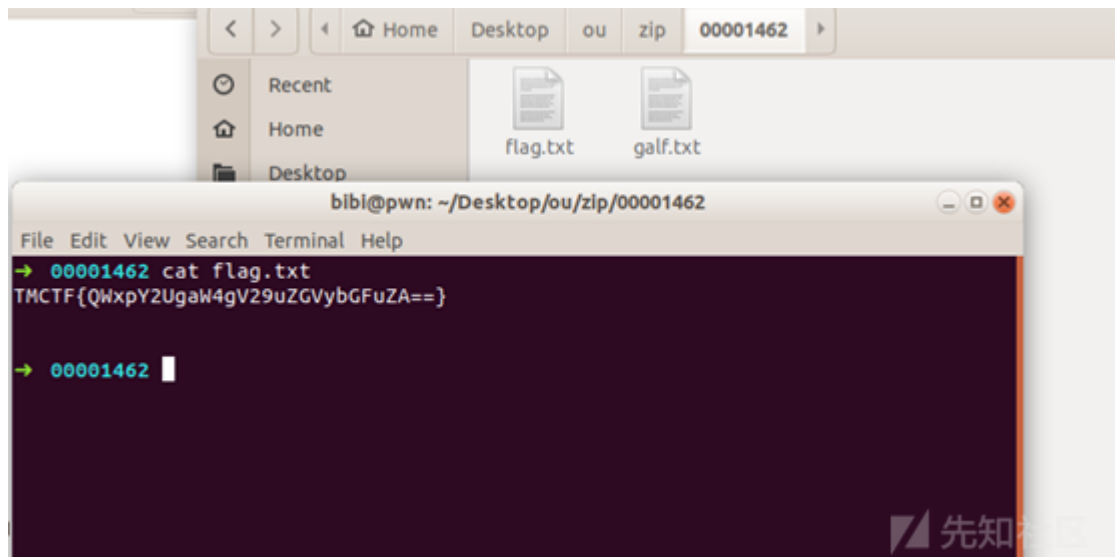 Home Desktop ou zip 00001462
Recent
Home
Desktop
flag.txt galf.txt
bibi@pwn: ~/Desktop/ou/zip/00001462
File Edit View Search Terminal Help
→ 00001462 cat flag.txt
TMCTF{QWxpY2UgaW4gV29uZGVybGFuZA==}
→ 00001462
先知社区